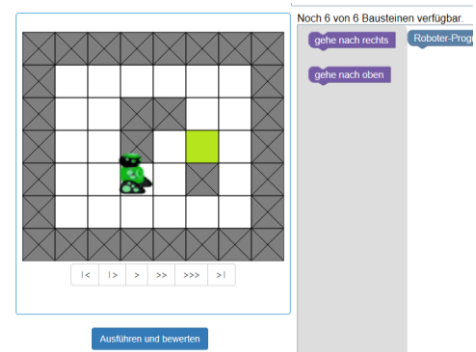 Noch 6 von 6 Bausteinen verfügbar.
gehe nach rechts
Roboter-Prog
gehe nach oben
|< |> > >> >>> >|
Ausführen und bewerten